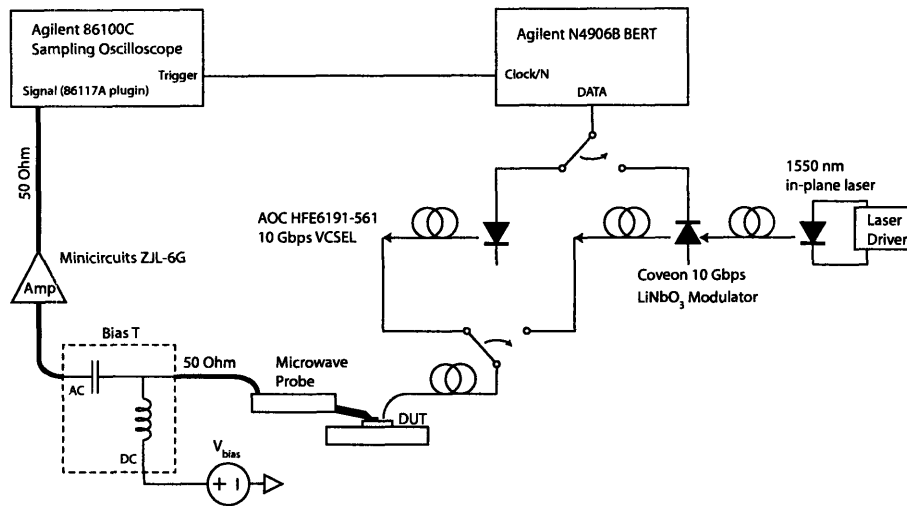 Agilent 86100C
Sampling Oscilloscope
Trigger
Signal (86117A plugin)
Agilent N4906B BERT
Clock/N
DATA
50 Ohm
1550 nm
in-plane laser
AOC HFE6191-561
10 Gbps VCSEL
Laser
Driver
Minicircuits ZJL-6G
Amp
Coveon 10 Gbps
LiNbO3 Modulator
Bias T
50 Ohm
Microwave
Probe
AC
DUT
DC
Vbias
+ -